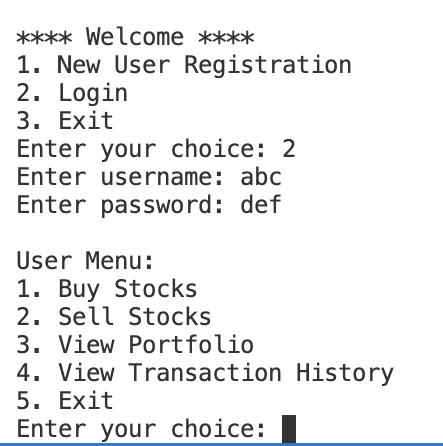 **** Welcome ****
1. New User Registration
2. Login
3. Exit
Enter your choice: 2
Enter username: abc
Enter password: def
User Menu:
1. Buy Stocks
2. Sell Stocks
3. View Portfolio
4. View Transaction History
5. Exit
Enter your choice: